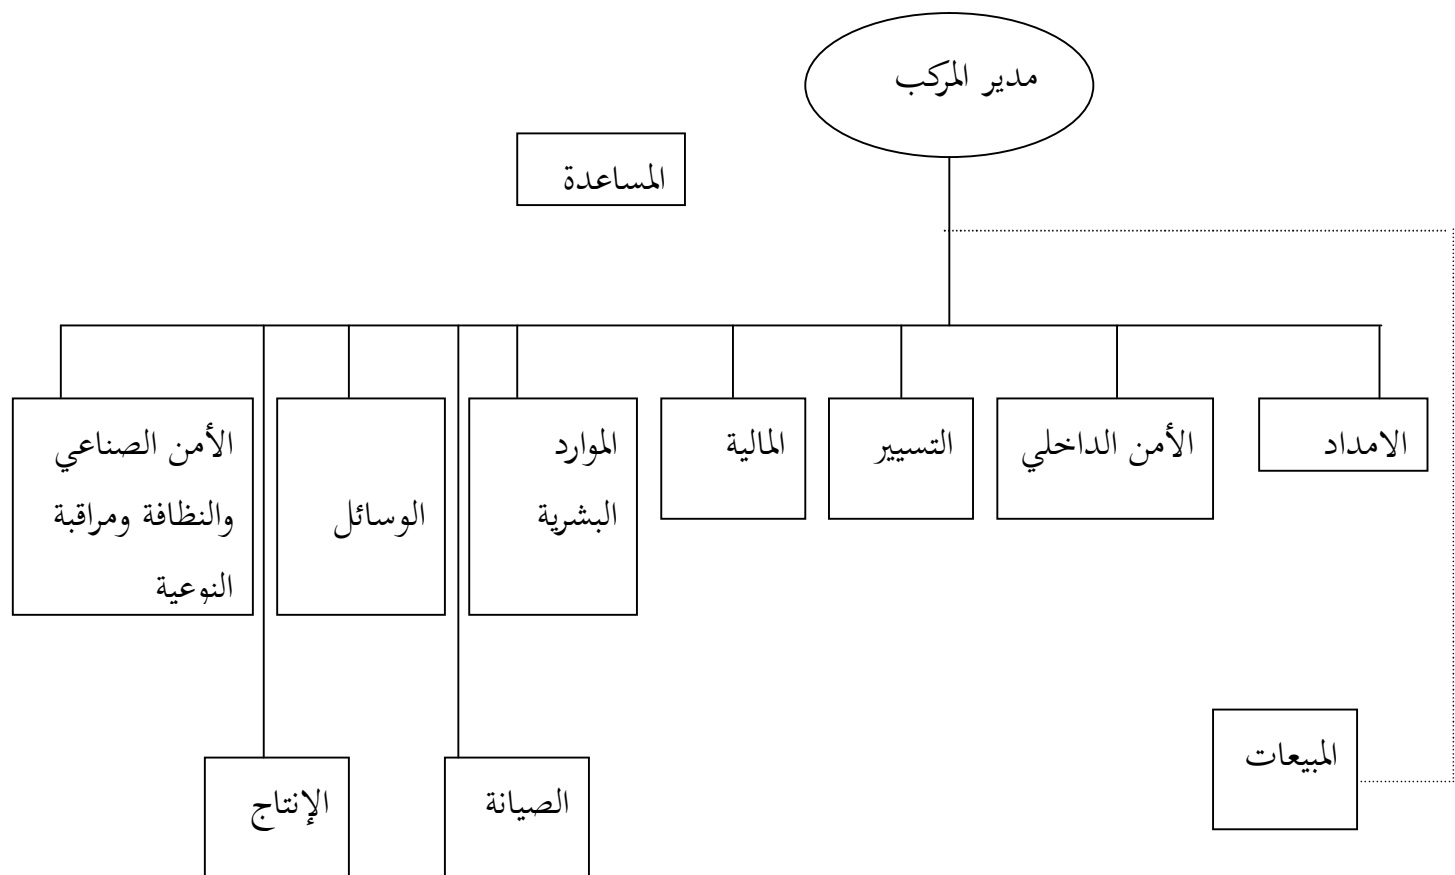 مدير المركب
المساعدة
الامداد
الأمن الداخلي
التسيير
المالية
الموارد
البشرية
الوسائل
الأمن الصناعي
والنظافة ومراقبة
النوعية
المبيعات
الصيانة
الإنتاج